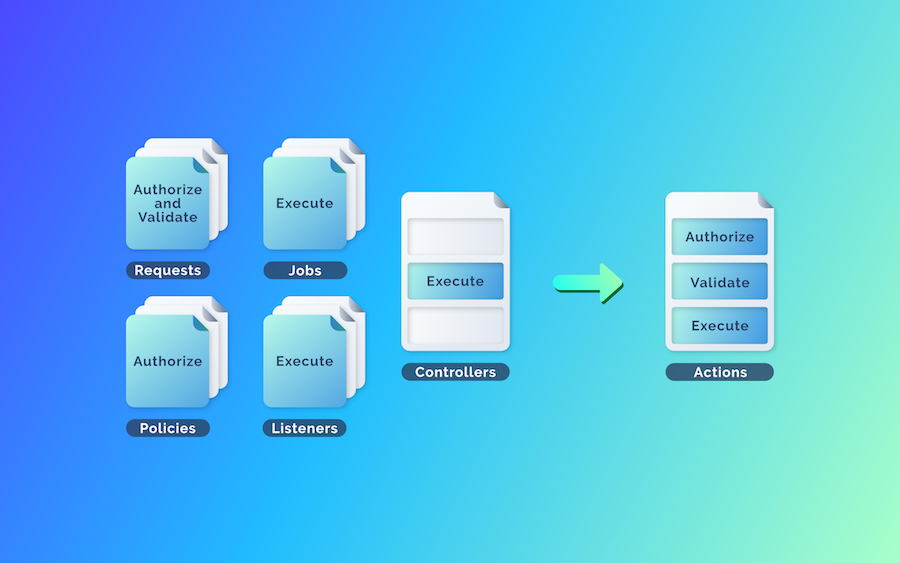 Authorize
and
Validate
Requests
Execute
Jobs
Authorize
Policies
Execute
Listeners
Execute
Controllers
Authorize
Validate
Execute
Actions